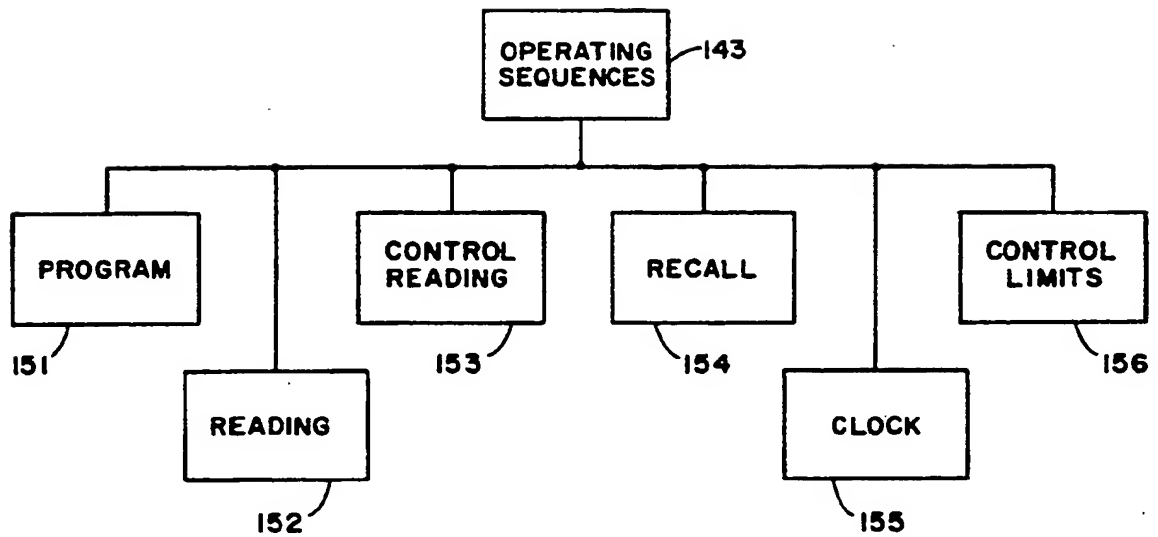 OPERATING
SEQUENCES
143
PROGRAM
151
READING
152
CONTROL
READING
153
RECALL
154
CLOCK
155
CONTROL
LIMITS
156